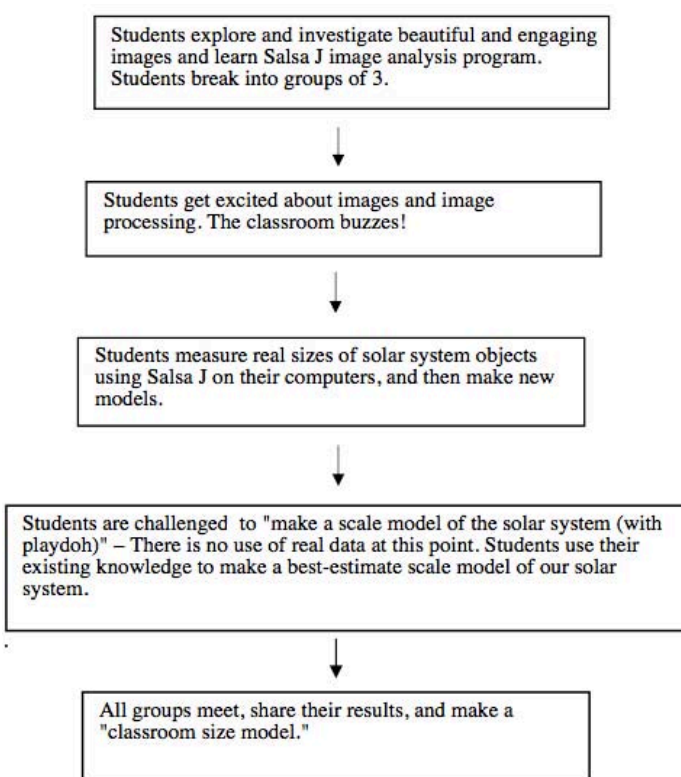 Students explore and investigate beautiful and engaging
images and learn Salsa J image analysis program.
Students break into groups of 3.
Students get excited about images and image
processing. The classroom buzzes!
Students measure real sizes of solar system objects
using Salsa J on their computers, and then make new
models.
Students are challenged to "make a scale model of the solar system (with
playdoh)" – There is no use of real data at this point. Students use their
existing knowledge to make a best-estimate scale model of our solar
system.
All groups meet, share their results, and make a
"classroom size model."